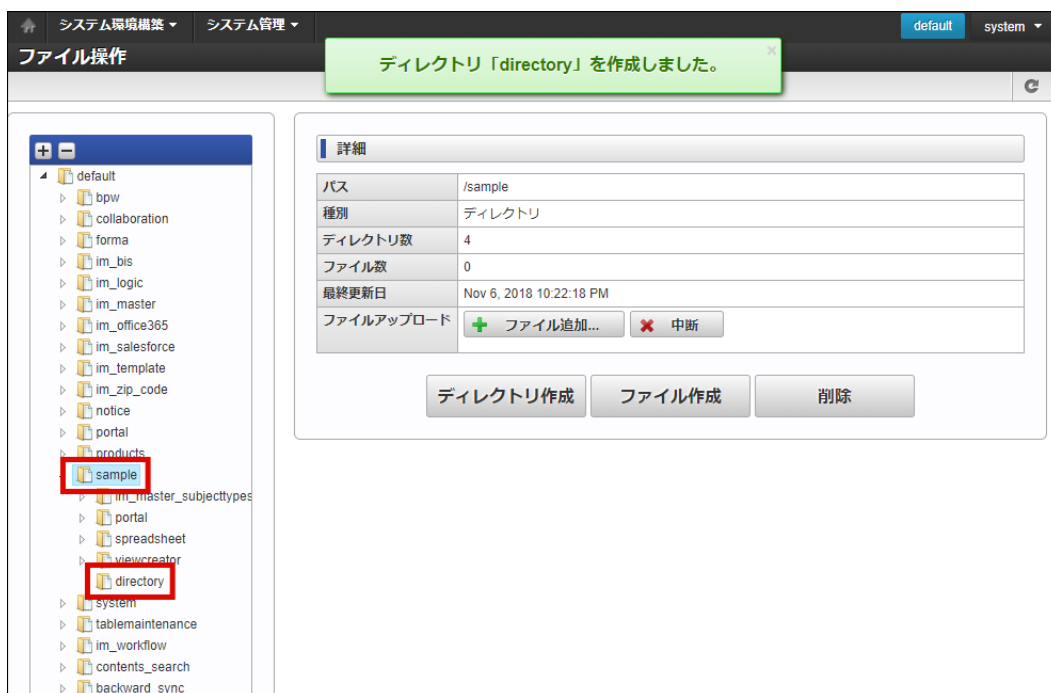 システム環境構築 ▼ システム管理 ▼ default system ▼
ファイル操作
ディレクトリ「directory」を作成しました。
default
bpw
collaboration
forma
im_bis
im_logic
im_master
im_office365
im_salesforce
im_template
im_zip_code
notice
portal
products
sample
im_master_subjecttypes
portal
spreadsheet
viewcreator
directory
system
tablemaintenance
im_workflow
contents_search
backward_sync
詳細
パス /sample
種別 ディレクトリ
ディレクトリ数 4
ファイル数 0
最終更新日 Nov 6, 2018 10:22:18 PM
ファイルアップロード ファイル追加... 中断
ディレクトリ作成 ファイル作成 削除